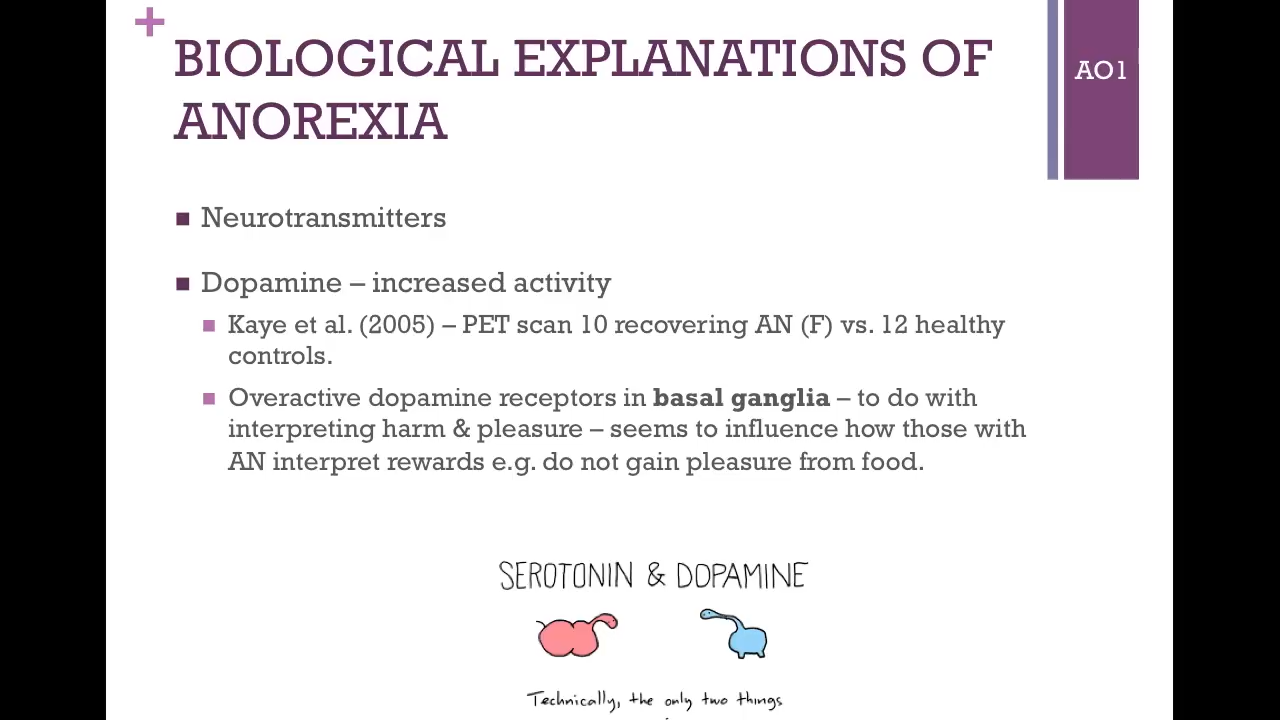 BIOLOGICAL EXPLANATIONS OF
ANOREXIA
AO1
Neurotransmitters
Dopamine – increased activity
Kaye et al. (2005) – PET scan 10 recovering AN (F) vs. 12 healthy
controls.
Overactive dopamine receptors in basal ganglia – to do with
interpreting harm & pleasure – seems to influence how those with
AN interpret rewards e.g. do not gain pleasure from food.
SEROTONIN & DOPAMINE
Technically, the only two things